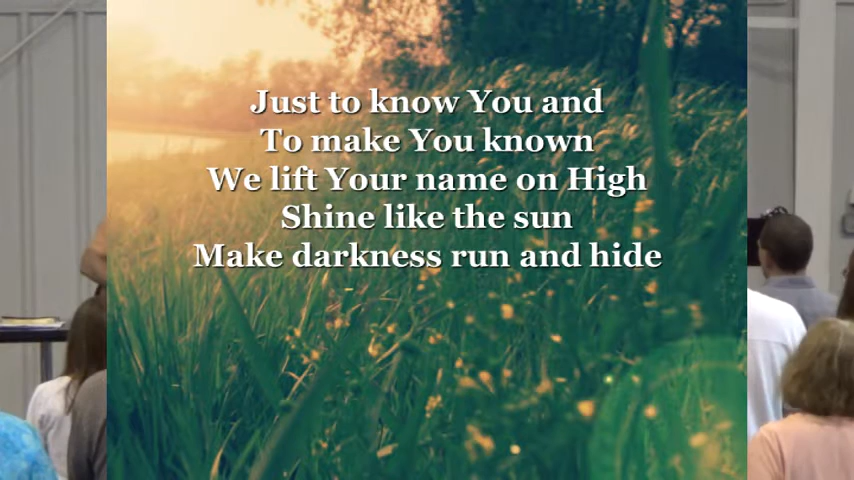 Just to know You and
To make You known
We lift Your name on High
Shine like the sun
Make darkness run and hide